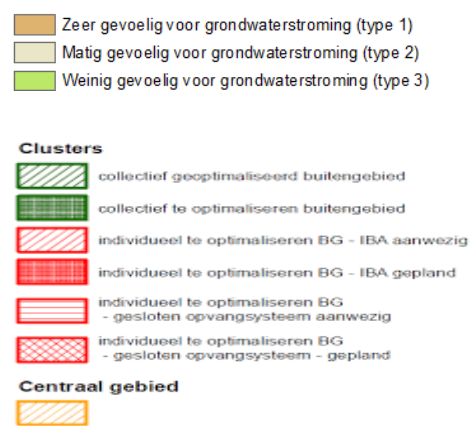 Zeer gevoelig voor grondwaterstroming (type 1)
Matig gevoelig voor grondwaterstroming (type 2)
Weinig gevoelig voor grondwaterstroming (type 3)
Clusters
collectief geoptimaliseerd buitengebied
collectief te optimaliseren buitengebied
individueel te optimaliseren BG - IBA aanwezig
individueel te optimaliseren BG - IBA gepland
individueel te optimaliseren BG
- gesloten opvangsysteem aanwezig
individueel te optimaliseren BG
- gesloten opvangsysteem - gepland
Centraal gebied